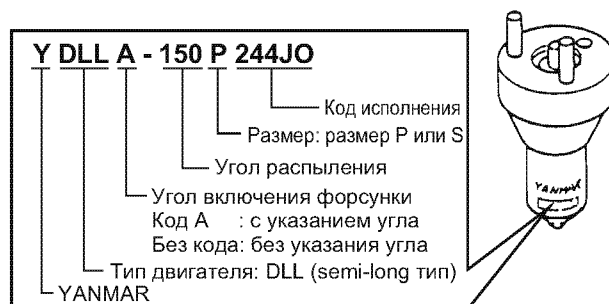 Y DLL A - 150 P 244JO
Код исполнения
Размер: размер P или S
Угол распыления
Угол включения форсунки
Код A : с указанием угла
Без кода: без указания угла
Тип двигателя: DLL (semi-long тип)
YANMAR
YANMAR